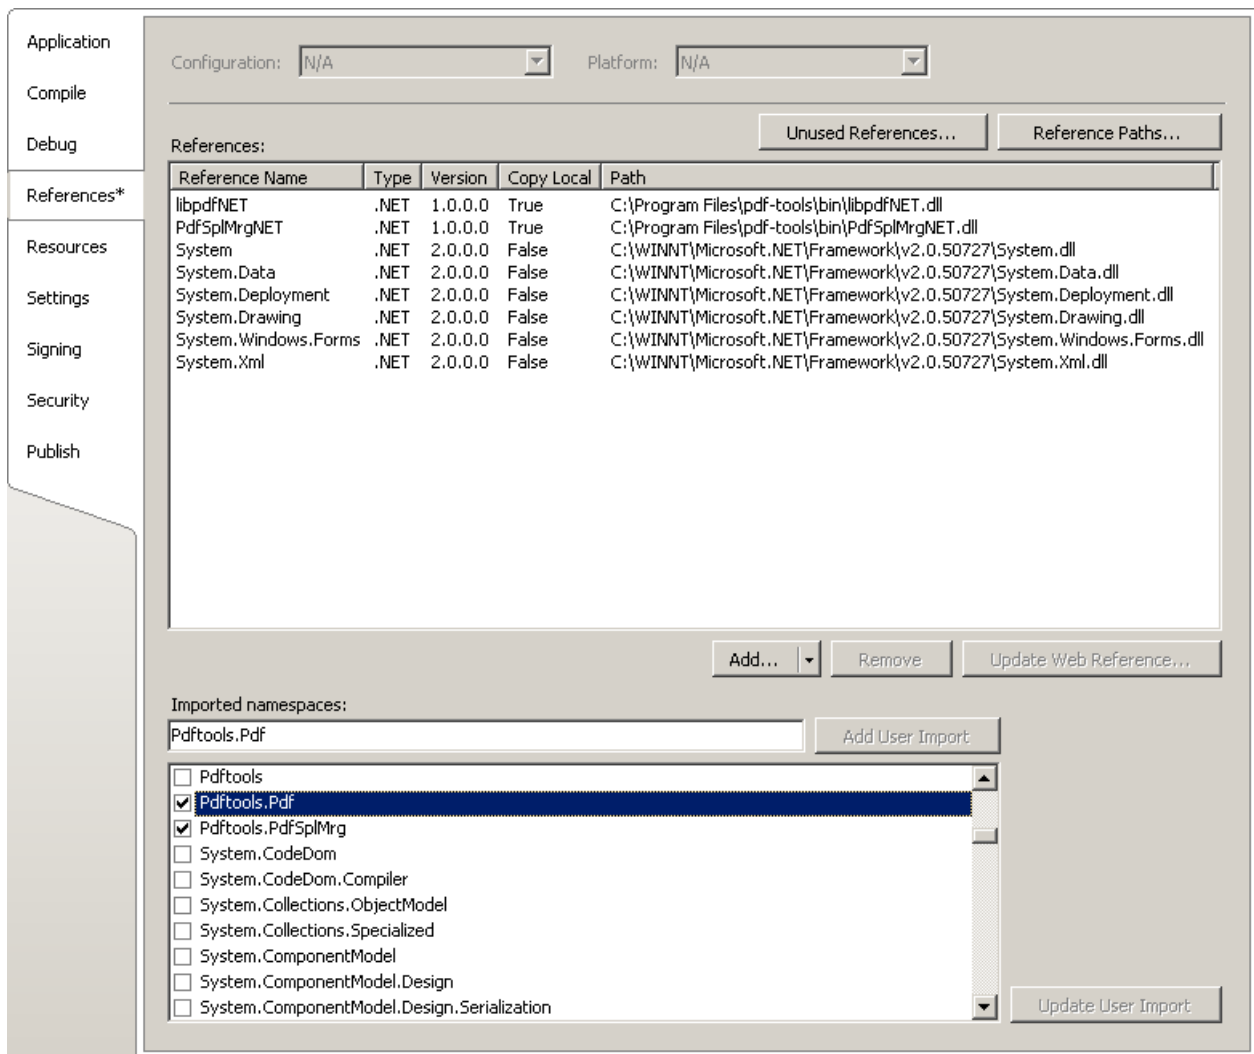 Application
Compile
Debug
References*
Resources
Settings
Signing
Security
Publish
Configuration: N/A Platform: N/A
Unused References... Reference Paths...
References:
Reference Name Type Version Copy Local Path
libpdfNET .NET 1.0.0.0 True C:\Program Files\pdf-tools\bin\libpdfNET.dll
PdfSplMrgNET .NET 1.0.0.0 True C:\Program Files\pdf-tools\bin\PdfSplMrgNET.dll
System .NET 2.0.0.0 False C:\WINNT\Microsoft.NET\Framework\v2.0.50727\System.dll
System.Data .NET 2.0.0.0 False C:\WINNT\Microsoft.NET\Framework\v2.0.50727\System.Data.dll
System.Deployment .NET 2.0.0.0 False C:\WINNT\Microsoft.NET\Framework\v2.0.50727\System.Deployment.dll
System.Drawing .NET 2.0.0.0 False C:\WINNT\Microsoft.NET\Framework\v2.0.50727\System.Drawing.dll
System.Windows.Forms .NET 2.0.0.0 False C:\WINNT\Microsoft.NET\Framework\v2.0.50727\System.Windows.Forms.dll
System.Xml .NET 2.0.0.0 False C:\WINNT\Microsoft.NET\Framework\v2.0.50727\System.Xml.dll
Add... Remove Update Web Reference...
Imported namespaces:
Pdftools.Pdf Add User Import
Pdftools
Pdftools.Pdf
Pdftools.PdfSplMrg
System.CodeDom
System.CodeDom.Compiler
System.Collections.ObjectModel
System.Collections.Specialized
System.ComponentModel
System.ComponentModel.Design
System.ComponentModel.Design.Serialization
Update User Import